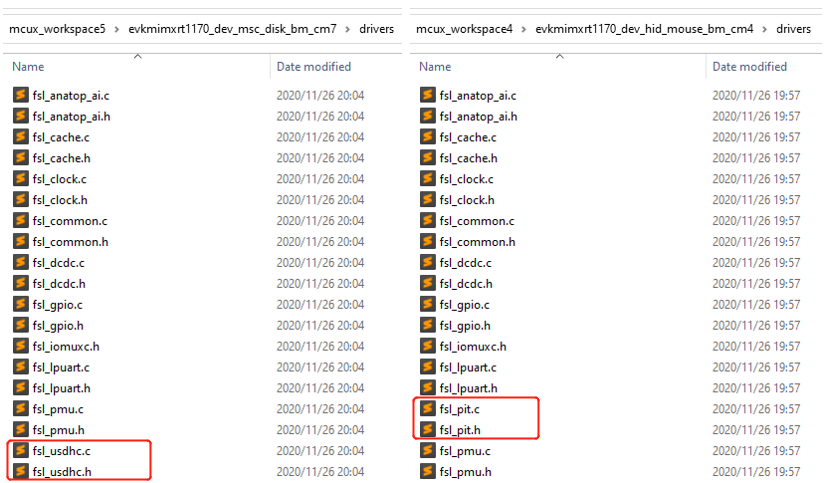 mcux_workspace5 > evkmimxrt1170_dev_msc_disk_bm_cm7 > drivers
Name Date modified
fsl_anatop_ai.c 2020/11/26 20:04
fsl_anatop_ai.h 2020/11/26 20:04
fsl_cache.c 2020/11/26 20:04
fsl_cache.h 2020/11/26 20:04
fsl_clock.c 2020/11/26 20:04
fsl_clock.h 2020/11/26 20:04
fsl_common.c 2020/11/26 20:04
fsl_common.h 2020/11/26 20:04
fsl_dcdc.c 2020/11/26 20:04
fsl_dcdc.h 2020/11/26 20:04
fsl_gpio.c 2020/11/26 20:04
fsl_gpio.h 2020/11/26 20:04
fsl_iomuxc.h 2020/11/26 20:04
fsl_lpuart.c 2020/11/26 20:04
fsl_lpuart.h 2020/11/26 20:04
fsl_pmu.c 2020/11/26 20:04
fsl_pmu.h 2020/11/26 20:04
fsl_usdhc.c 2020/11/26 20:04
fsl_usdhc.h 2020/11/26 20:04
mcux_workspace4 > evkmimxrt1170_dev_hid_mouse_bm_cm4 > drivers
Name Date modified
fsl_anatop_ai.c 2020/11/26 19:57
fsl_anatop_ai.h 2020/11/26 19:57
fsl_cache.c 2020/11/26 19:57
fsl_cache.h 2020/11/26 19:57
fsl_clock.c 2020/11/26 19:57
fsl_clock.h 2020/11/26 19:57
fsl_common.c 2020/11/26 19:57
fsl_common.h 2020/11/26 19:57
fsl_dcdc.c 2020/11/26 19:57
fsl_dcdc.h 2020/11/26 19:57
fsl_gpio.c 2020/11/26 19:57
fsl_gpio.h 2020/11/26 19:57
fsl_iomuxc.h 2020/11/26 19:57
fsl_lpuart.c 2020/11/26 19:57
fsl_lpuart.h 2020/11/26 19:57
fsl_pit.c 2020/11/26 19:57
fsl_pit.h 2020/11/26 19:57
fsl_pmu.c 2020/11/26 19:57
fsl_pmu.h 2020/11/26 19:57